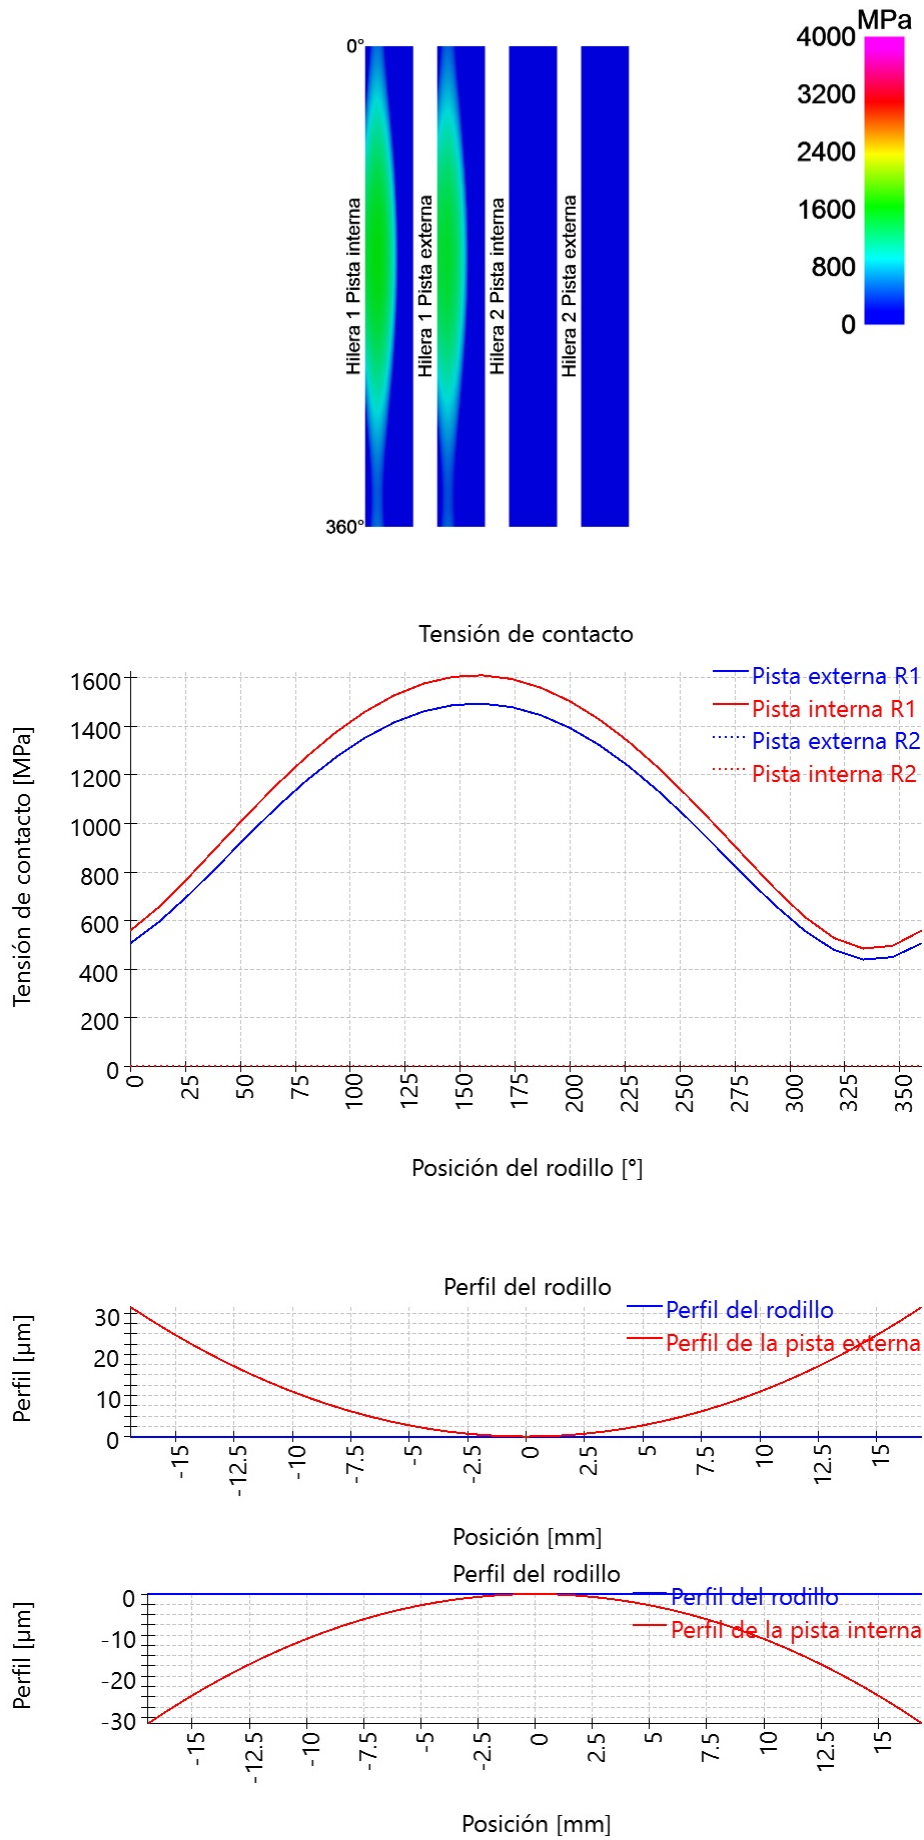 MPa
4000
3200
2400
1600
800
0
0°
360°
Hilera 1 Pista interna
Hilera 1 Pista externa
Hilera 2 Pista interna
Hilera 2 Pista externa
Tensión de contacto
Tensión de contacto [MPa]
1600
1400
1200
1000
800
600
400
200
0
Pista externa R1
Pista interna R1
Pista externa R2
Pista interna R2
0 25 50 75 100 125 150 175 200 225 250 275 300 325 350
Posición del rodillo [°]
Perfil del rodillo
Perfil [µm]
30
20
10
0
Perfil del rodillo
Perfil de la pista externa
-15 -12.5 -10 -7.5 -5 -2.5 0 2.5 5 7.5 10 12.5 15
Posición [mm]
Perfil del rodillo
Perfil [µm]
0
-10
-20
-30
Perfil del rodillo
Perfil de la pista interna
-15 -12.5 -10 -7.5 -5 -2.5 0 2.5 5 7.5 10 12.5 15
Posición [mm]